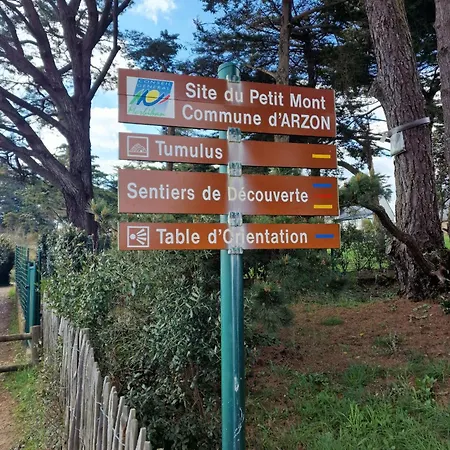 Site du Petit Mont
Commune d'ARZON
Tumulus
Sentiers de Découverte
Table d'Orientation